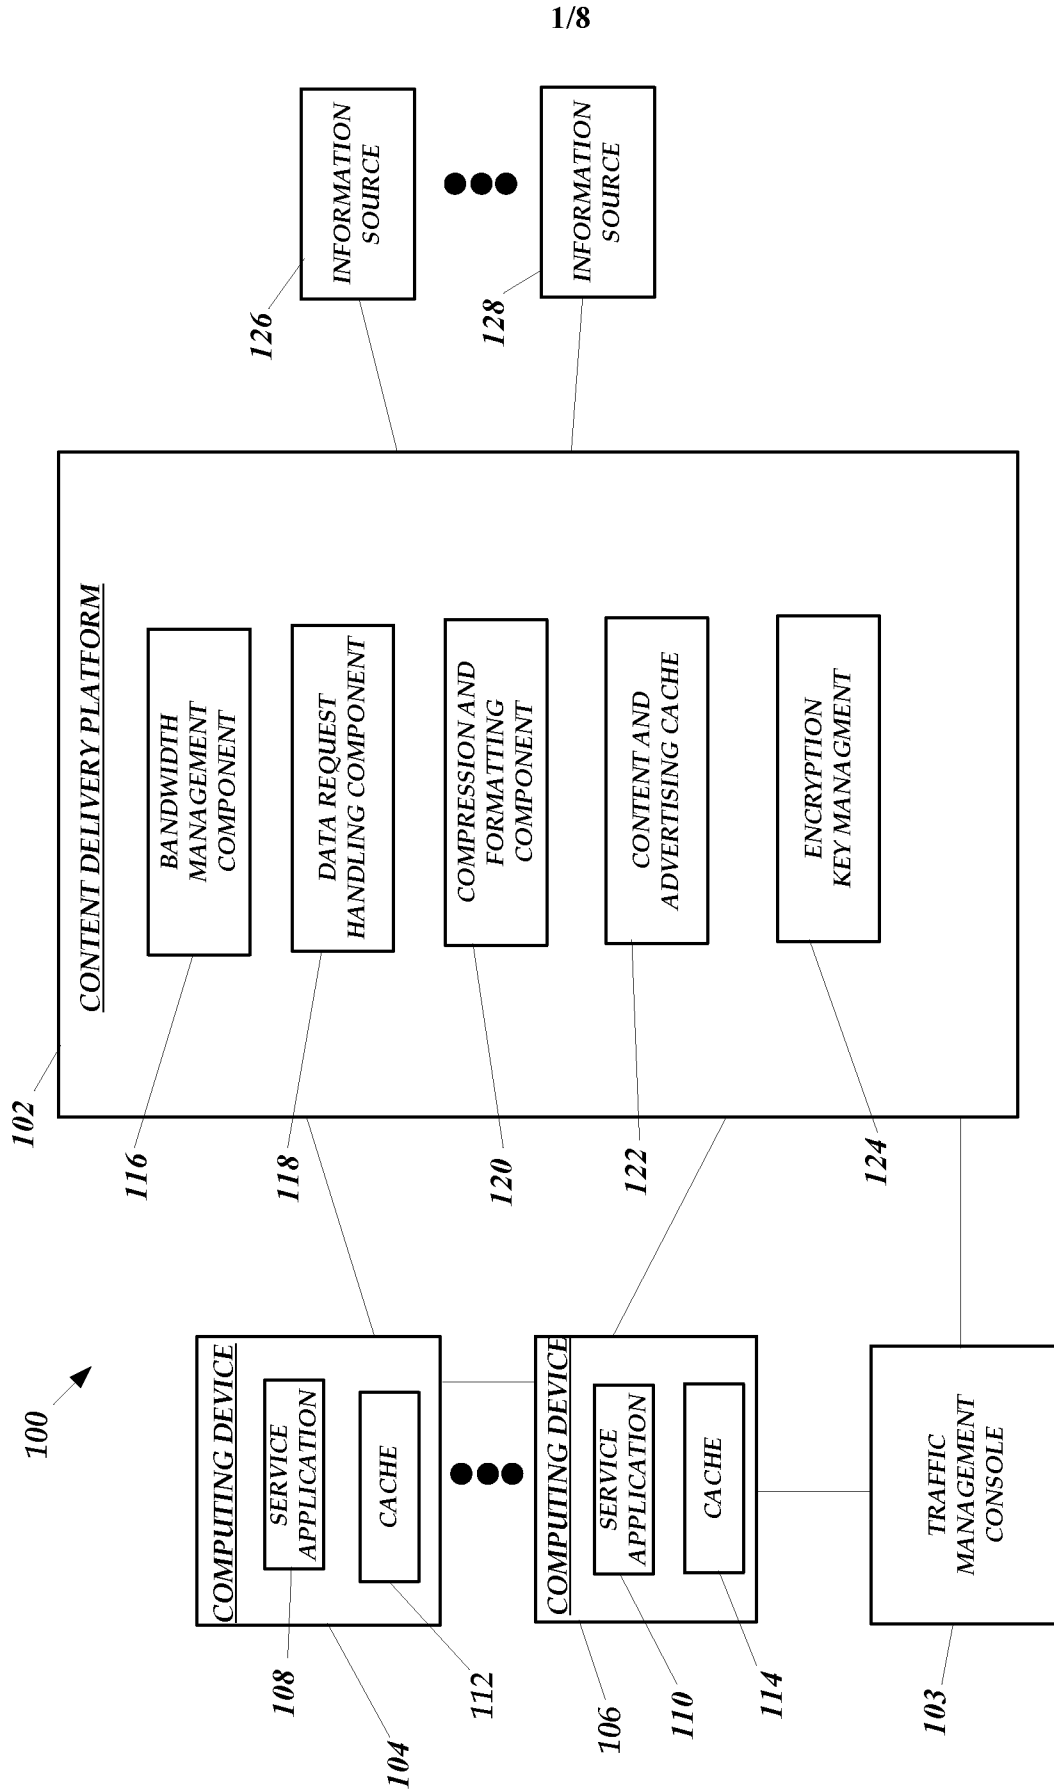 1/8
100
COMPUTING DEVICE
SERVICE
APPLICATION
CACHE
108
104
112
COMPUTING DEVICE
SERVICE
APPLICATION
CACHE
106
110
114
TRAFFIC
MANAGEMENT
CONSOLE
103
102
CONTENT DELIVERY PLATFORM
BANDWIDTH
MANAGEMENT
COMPONENT
116
DATA REQUEST
HANDLING COMPONENT
118
COMPRESSION AND
FORMATTING
COMPONENT
120
CONTENT AND
ADVERTISING CACHE
122
ENCRYPTION
KEY MANAGMENT
124
INFORMATION
SOURCE
126
INFORMATION
SOURCE
128